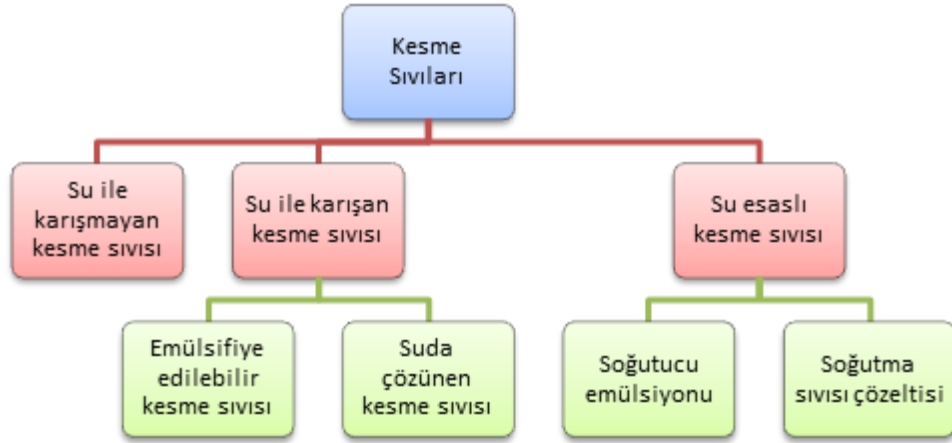 Kesme
Sıvıları
Su ile
karışmayan
kesme sıvısı
Su ile karışan
kesme sıvısı
Su esaslı
kesme sıvısı
Emülsifiye
edilebilir
kesme sıvısı
Suda
çözünen
kesme sıvısı
Soğutucu
emülsiyonu
Soğutma
sıvısı çözeltisi